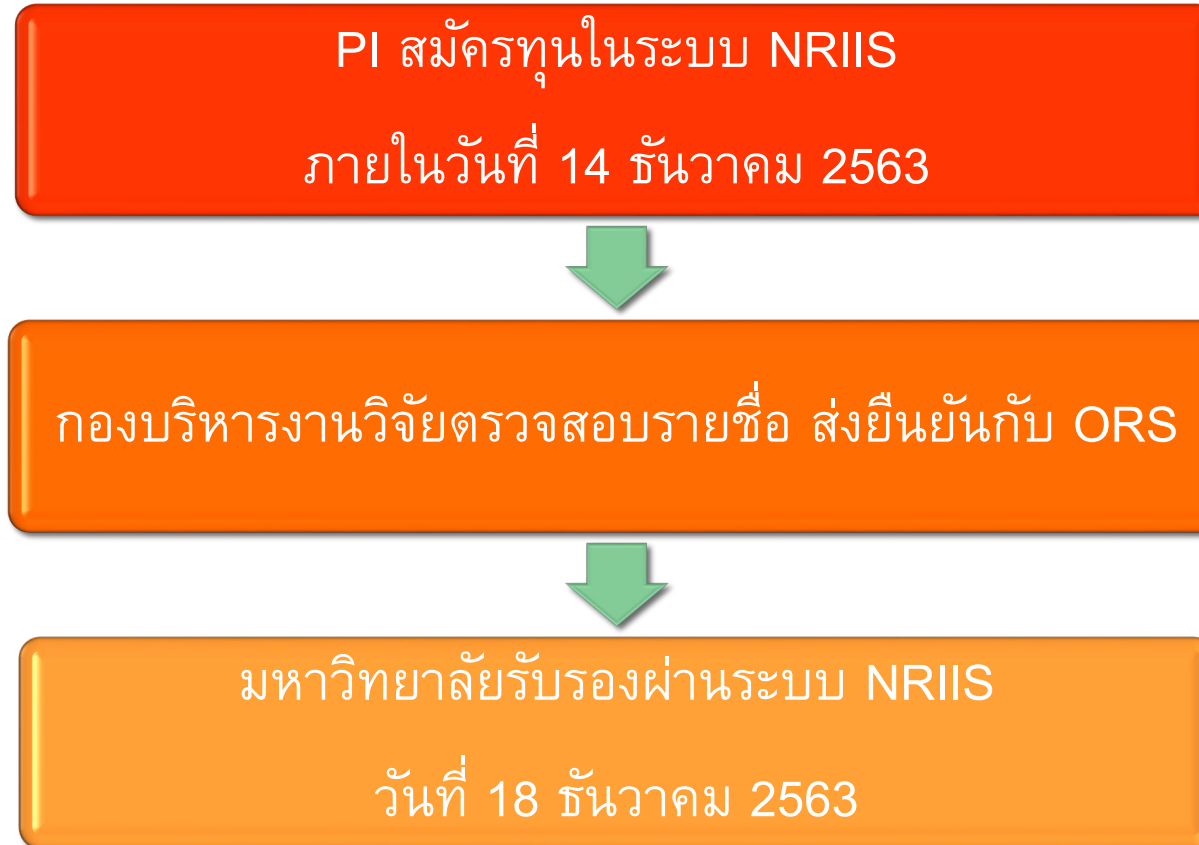 PI สมัครทุนในระบบ NRIIS
ภายในวันที่ 14 ธันวาคม 2563
กองบริหารงานวิจัยตรวจสอบรายชื่อ ส่งยืนยันกับ ORS
มหาวิทยาลัยรับรองผ่านระบบ NRIIS
วันที่ 18 ธันวาคม 2563